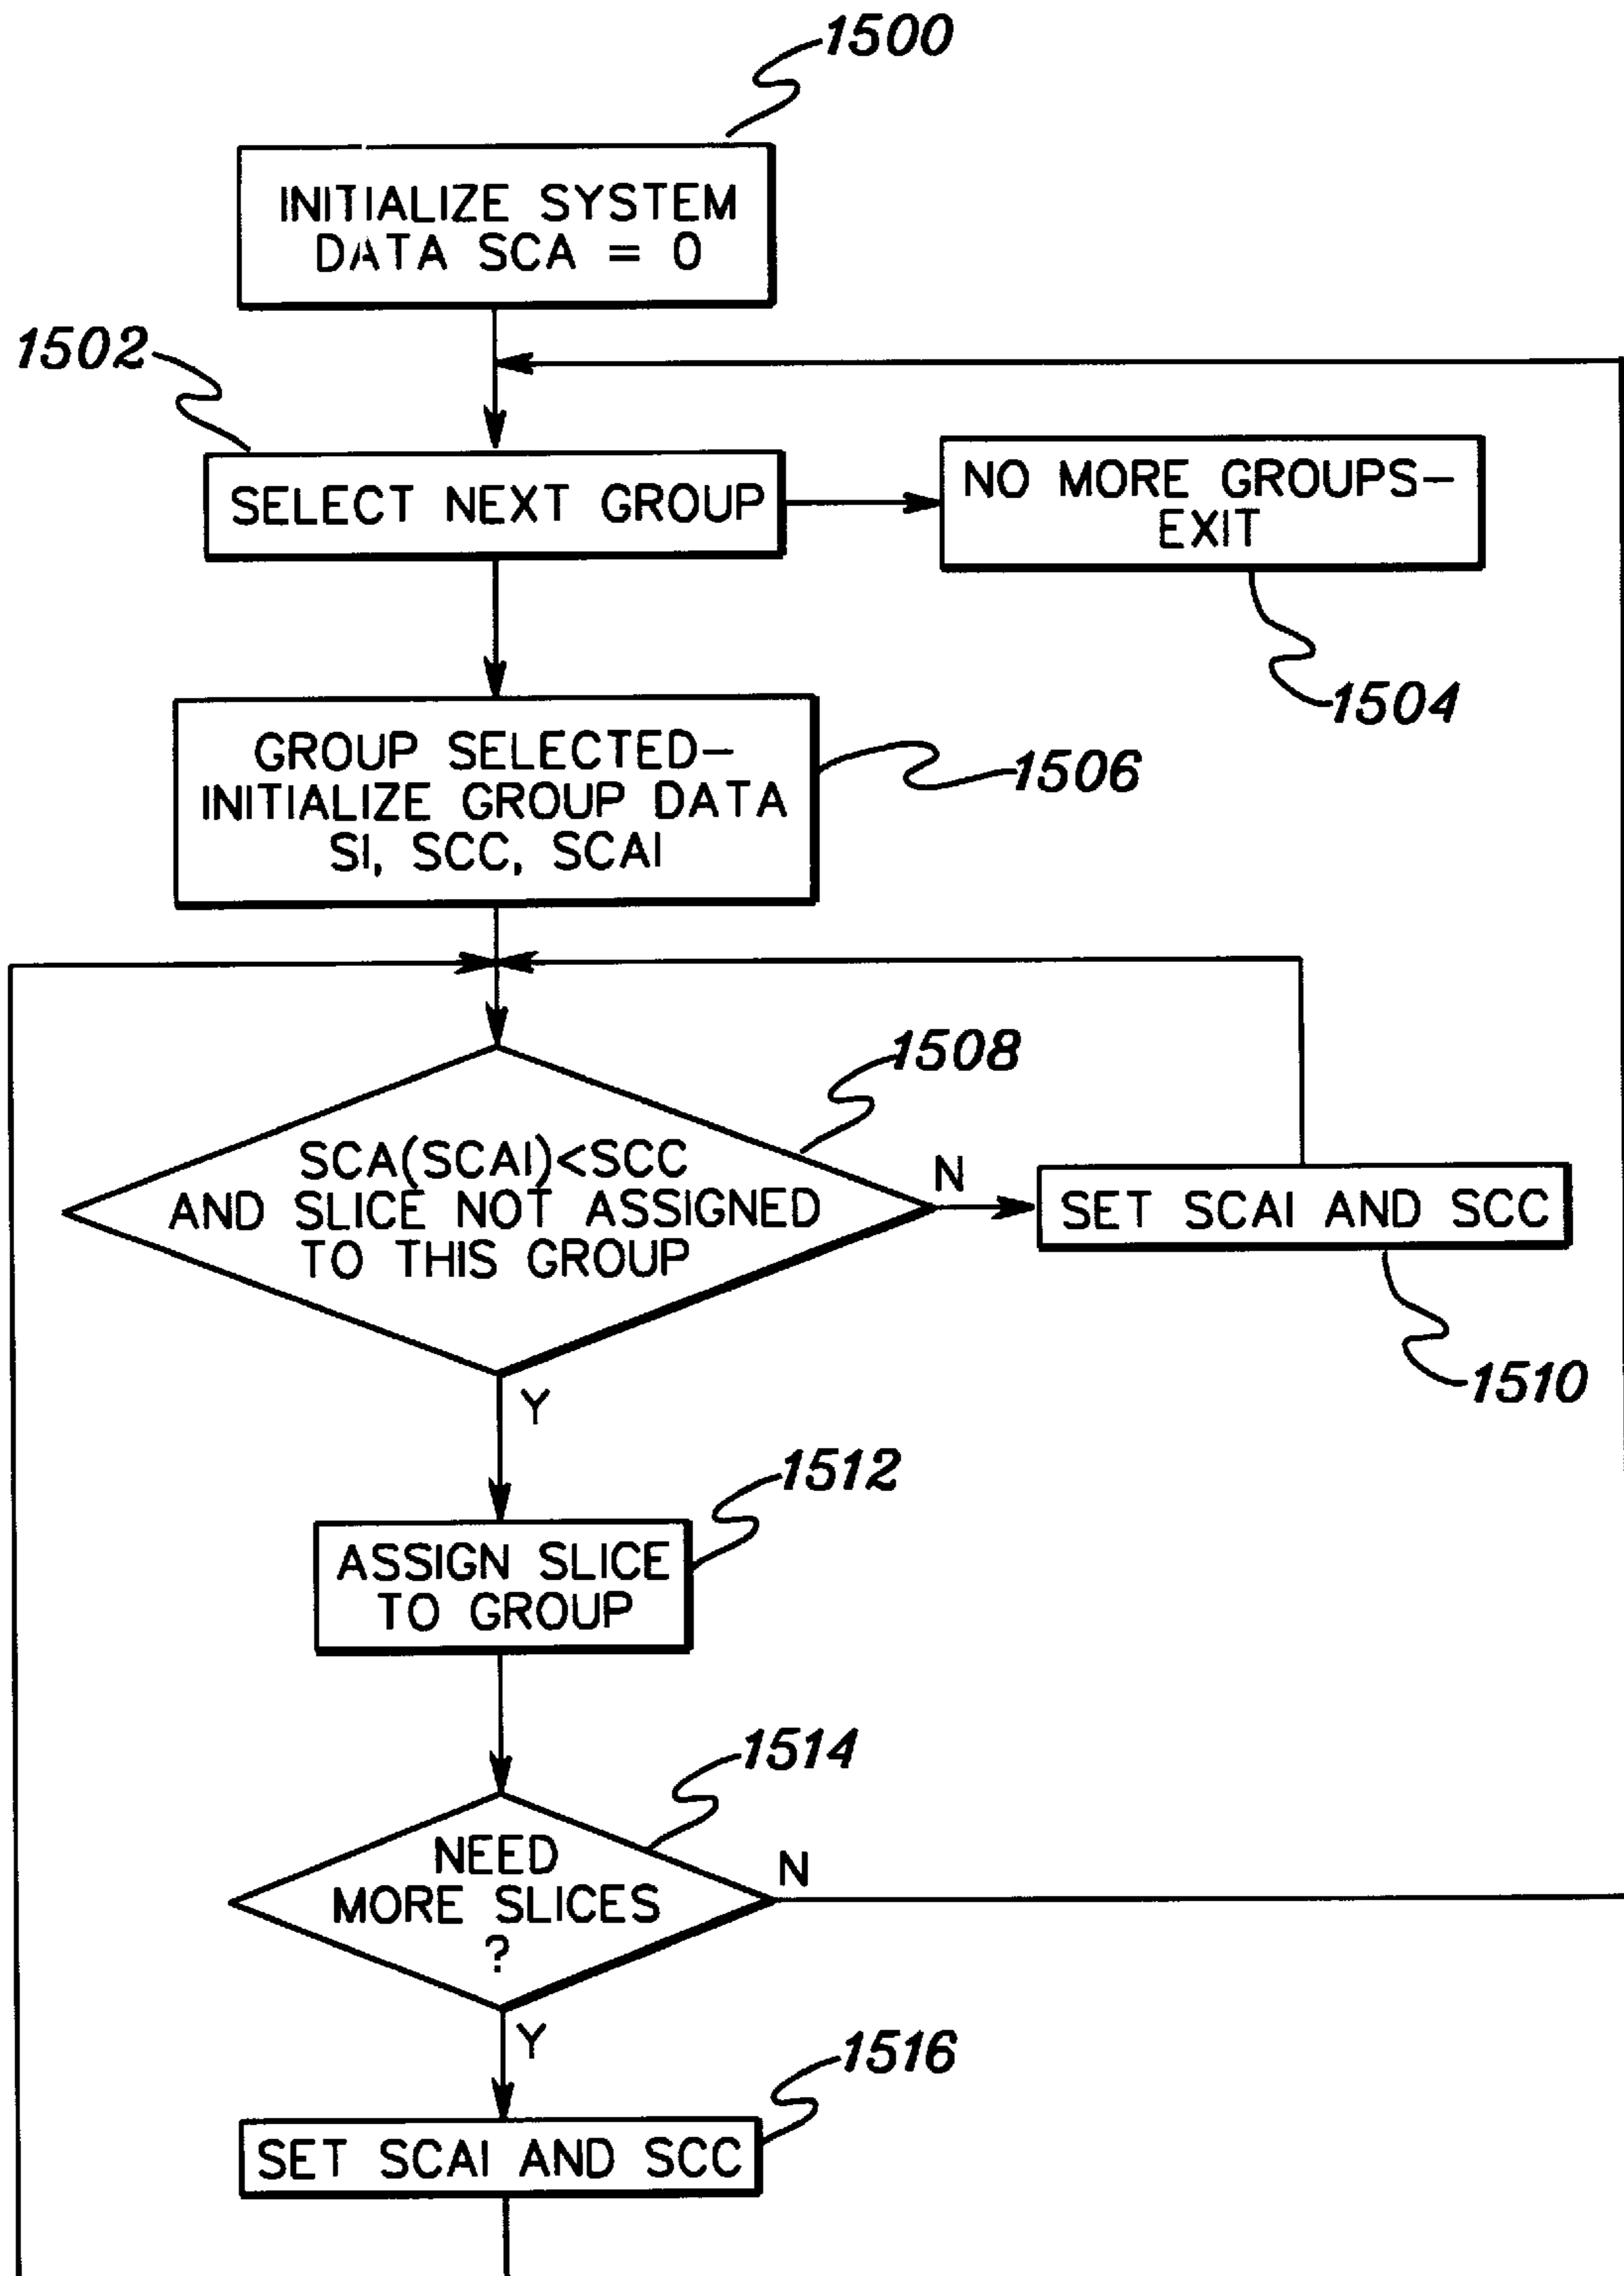 1500
INITIALIZE SYSTEM
DATA SCA = 0
1502
SELECT NEXT GROUP
NO MORE GROUPS-
EXIT
1504
GROUP SELECTED-
INITIALIZE GROUP DATA
SI, SCC, SCAI
1506
1508
SCA(SCAI)<SCC
AND SLICE NOT ASSIGNED
TO THIS GROUP
N
SET SCAI AND SCC
1510
Y
1512
ASSIGN SLICE
TO GROUP
1514
NEED
MORE SLICES
?
N
Y
1516
SET SCAI AND SCC